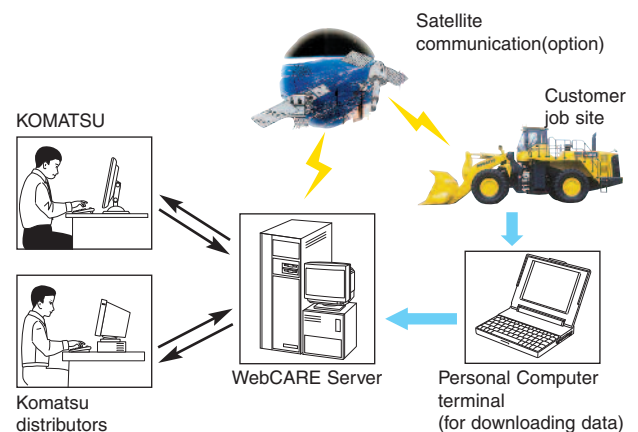 Satellite
communication(option)
KOMATSU
Customer
job site
WebCARE Server
Personal Computer
terminal
(for downloading data)
Komatsu
distributors